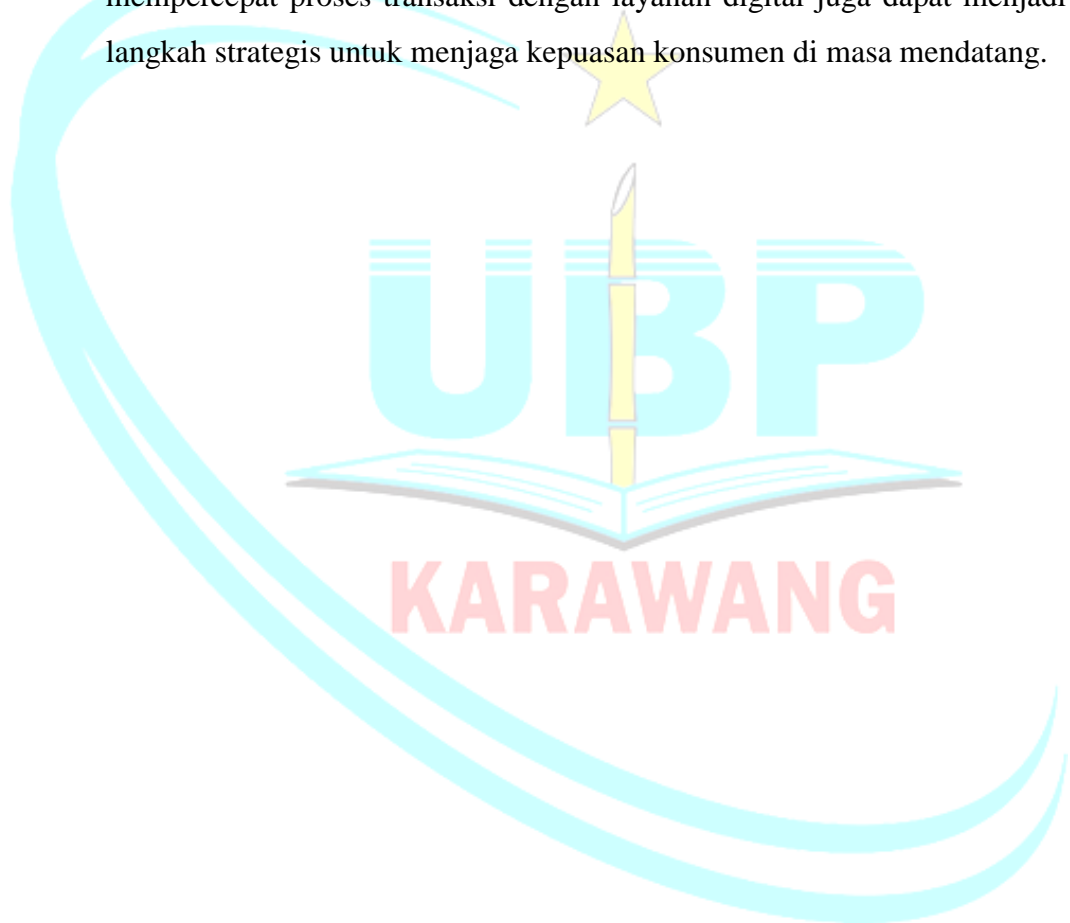 mempercepat proses transaksi dengan layanan digital juga dapat menjadi
langkah strategis untuk menjaga kepuasan konsumen di masa mendatang.
UBP
KARAWANG